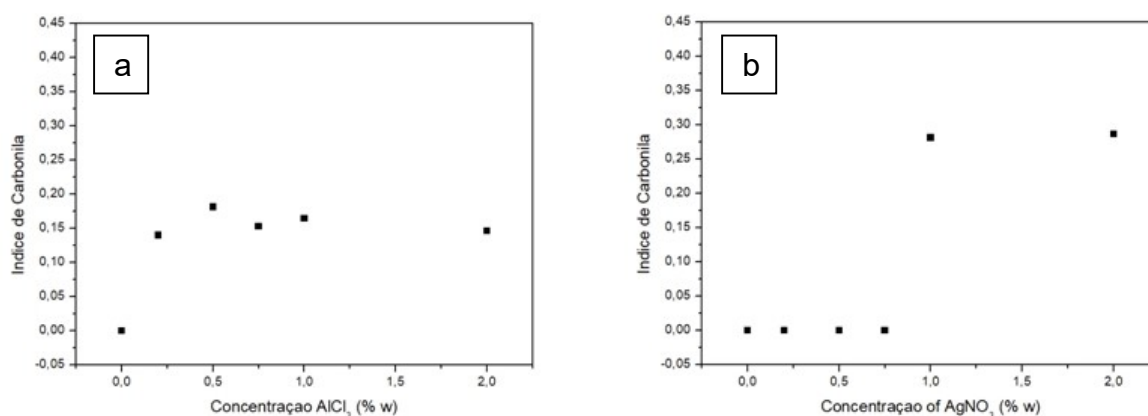 a
Indice de Carbonila
0,45
0,40
0,35
0,30
0,25
0,20
0,15
0,10
0,05
0,00
-0,05
0,0 0,5 1,0 1,5 2,0
Concentraçao AlCl₃ (% w)
b
Indice de Carbonila
0,45
0,40
0,35
0,30
0,25
0,20
0,15
0,10
0,05
0,00
-0,05
0,0 0,5 1,0 1,5 2,0
Concentraçao of AgNO₃ (% w)